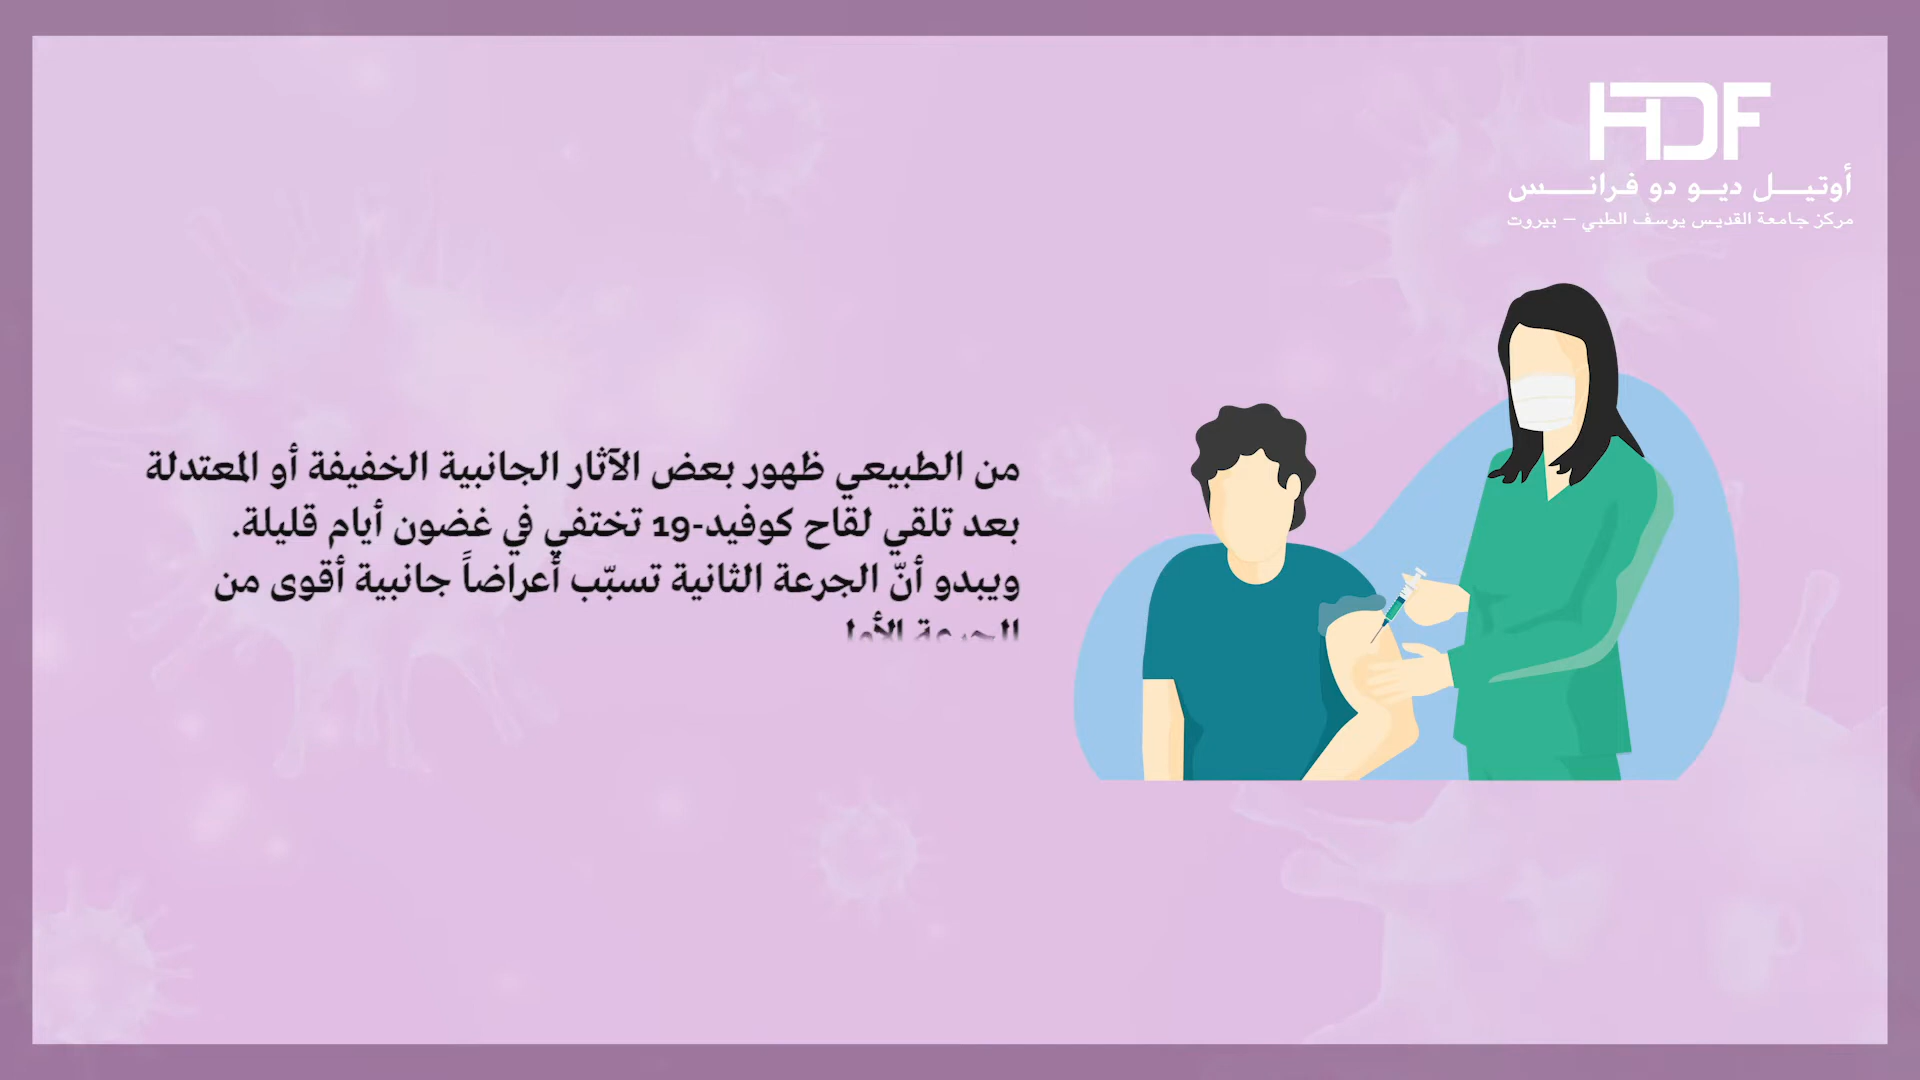 HDF
أوتيل ديو دو فرانس
مركز جامعة القديس يوسف الطبي – بيروت
من الطبيعي ظهور بعض الآثار الجانبية الخفيفة أو المعتدلة
بعد تلقي لقاح كوفيد-19 تختفي في غضون أيام قليلة.
ويبدو أنّ الجرعة الثانية تسبّب أعراضاً جانبية أقوى من